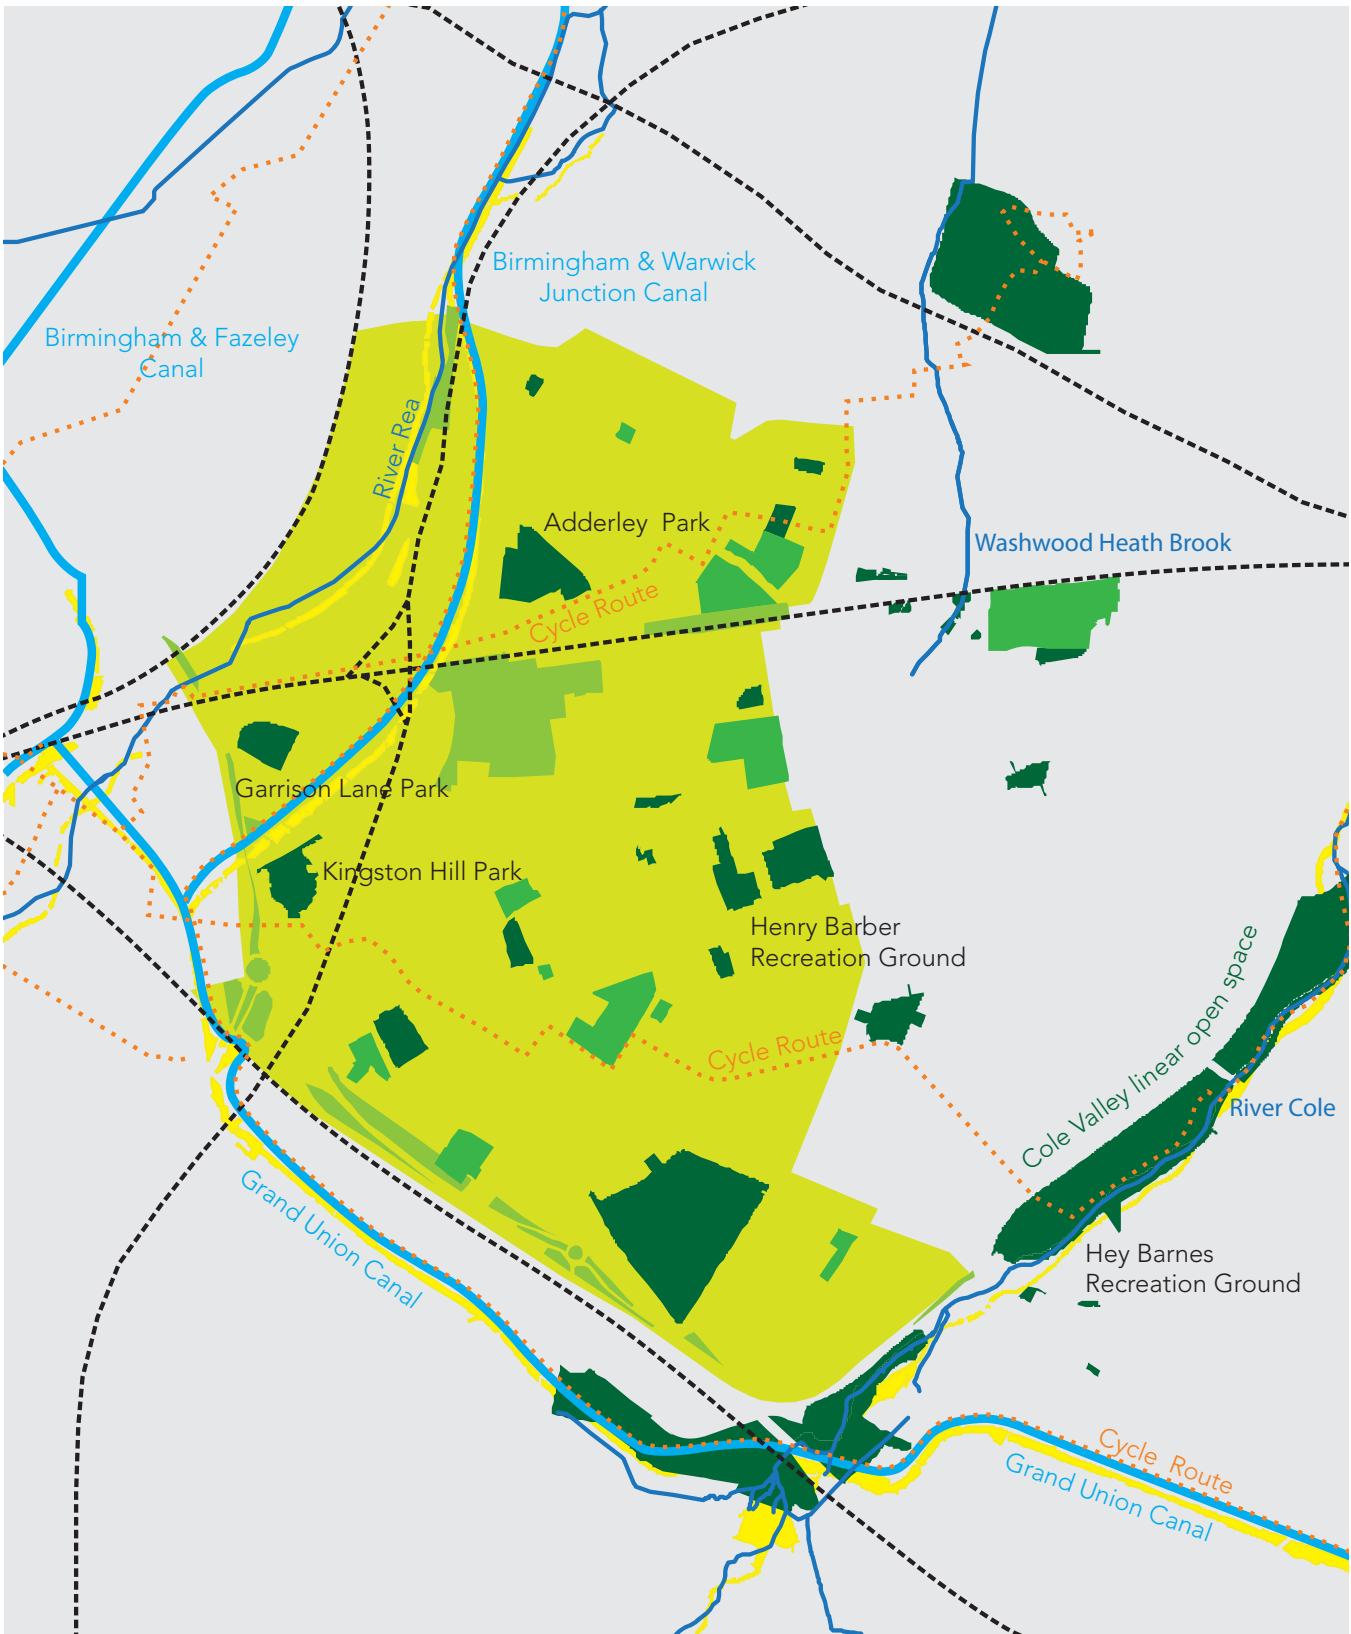 Birmingham & Warwick
Junction Canal
Birmingham & Fazeley
Canal
River Rea
Adderley Park
Washwood Heath Brook
Cycle Route
Garrison Lane Park
Kingston Hill Park
Henry Barber
Recreation Ground
Cycle Route
Cole Valley linear open space
River Cole
Grand Union Canal
Hey Barnes
Recreation Ground
Cycle Route
Grand Union Canal